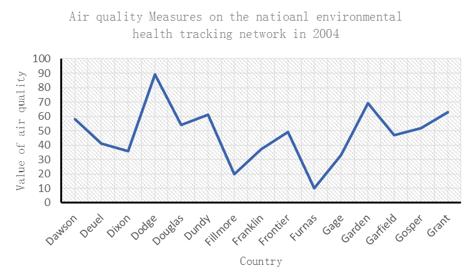 Air quality Measures on the natioanl environmental
health tracking network in 2004
Value of air quality
100
90
80
70
60
50
40
30
20
10
0
Dawson
Deuel
Dixon
Dodge
Douglas
Dundy
Fillmore
Franklin
Frontier
Furnas
Gage
Garden
Garfield
Gosper
Grant
Country